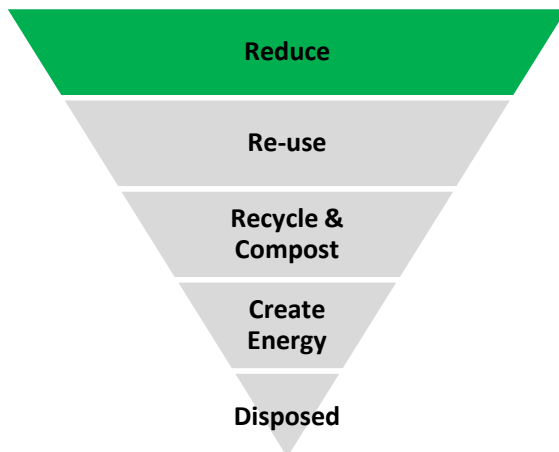 Reduce
Re-use
Recycle &
Compost
Create
Energy
Disposed